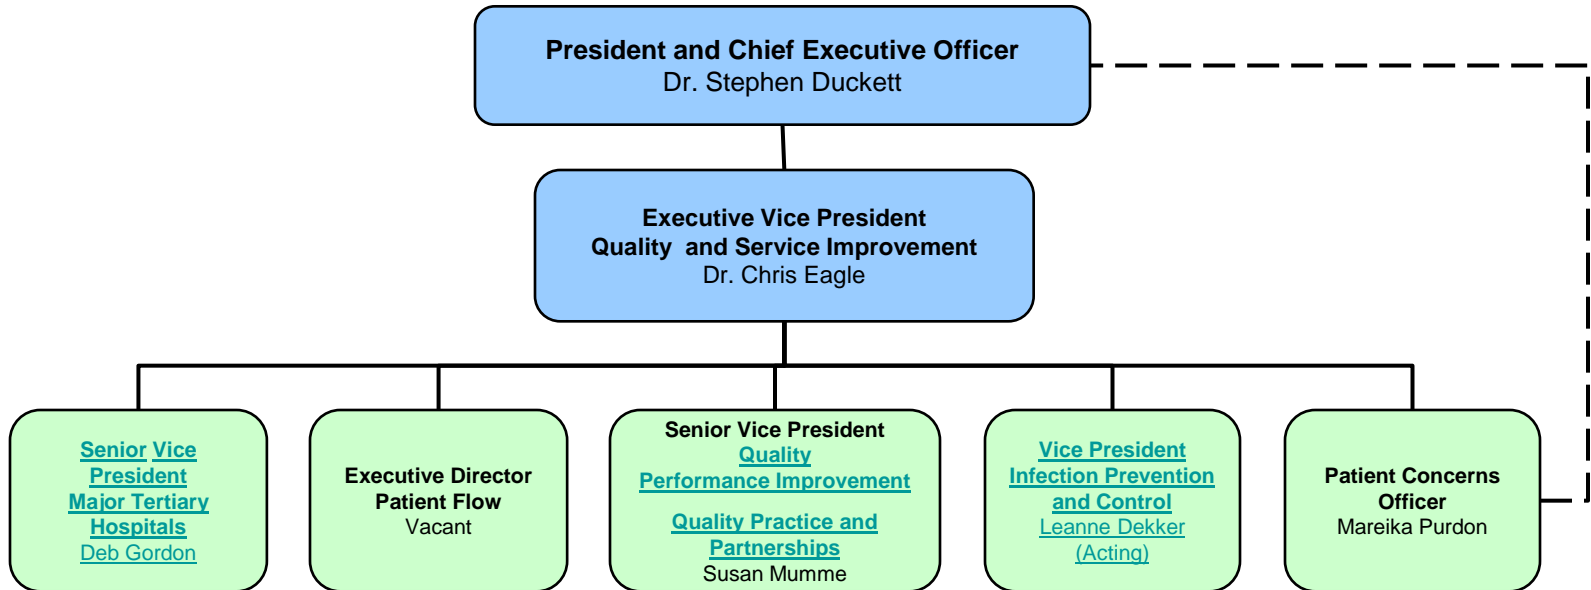 President and Chief Executive Officer
Dr. Stephen Duckett
Executive Vice President
Quality and Service Improvement
Dr. Chris Eagle
Senior Vice
President
Major Tertiary
Hospitals
Deb Gordon
Executive Director
Patient Flow
Vacant
Senior Vice President
Quality
Performance Improvement
Quality Practice and
Partnerships
Susan Mumme
Vice President
Infection Prevention
and Control
Leanne Dekker
(Acting)
Patient Concerns
Officer
Mareika Purdon